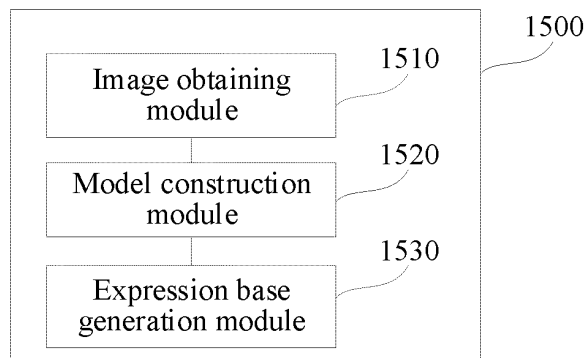 1500
1510
Image obtaining
module
1520
Model construction
module
1530
Expression base
generation module